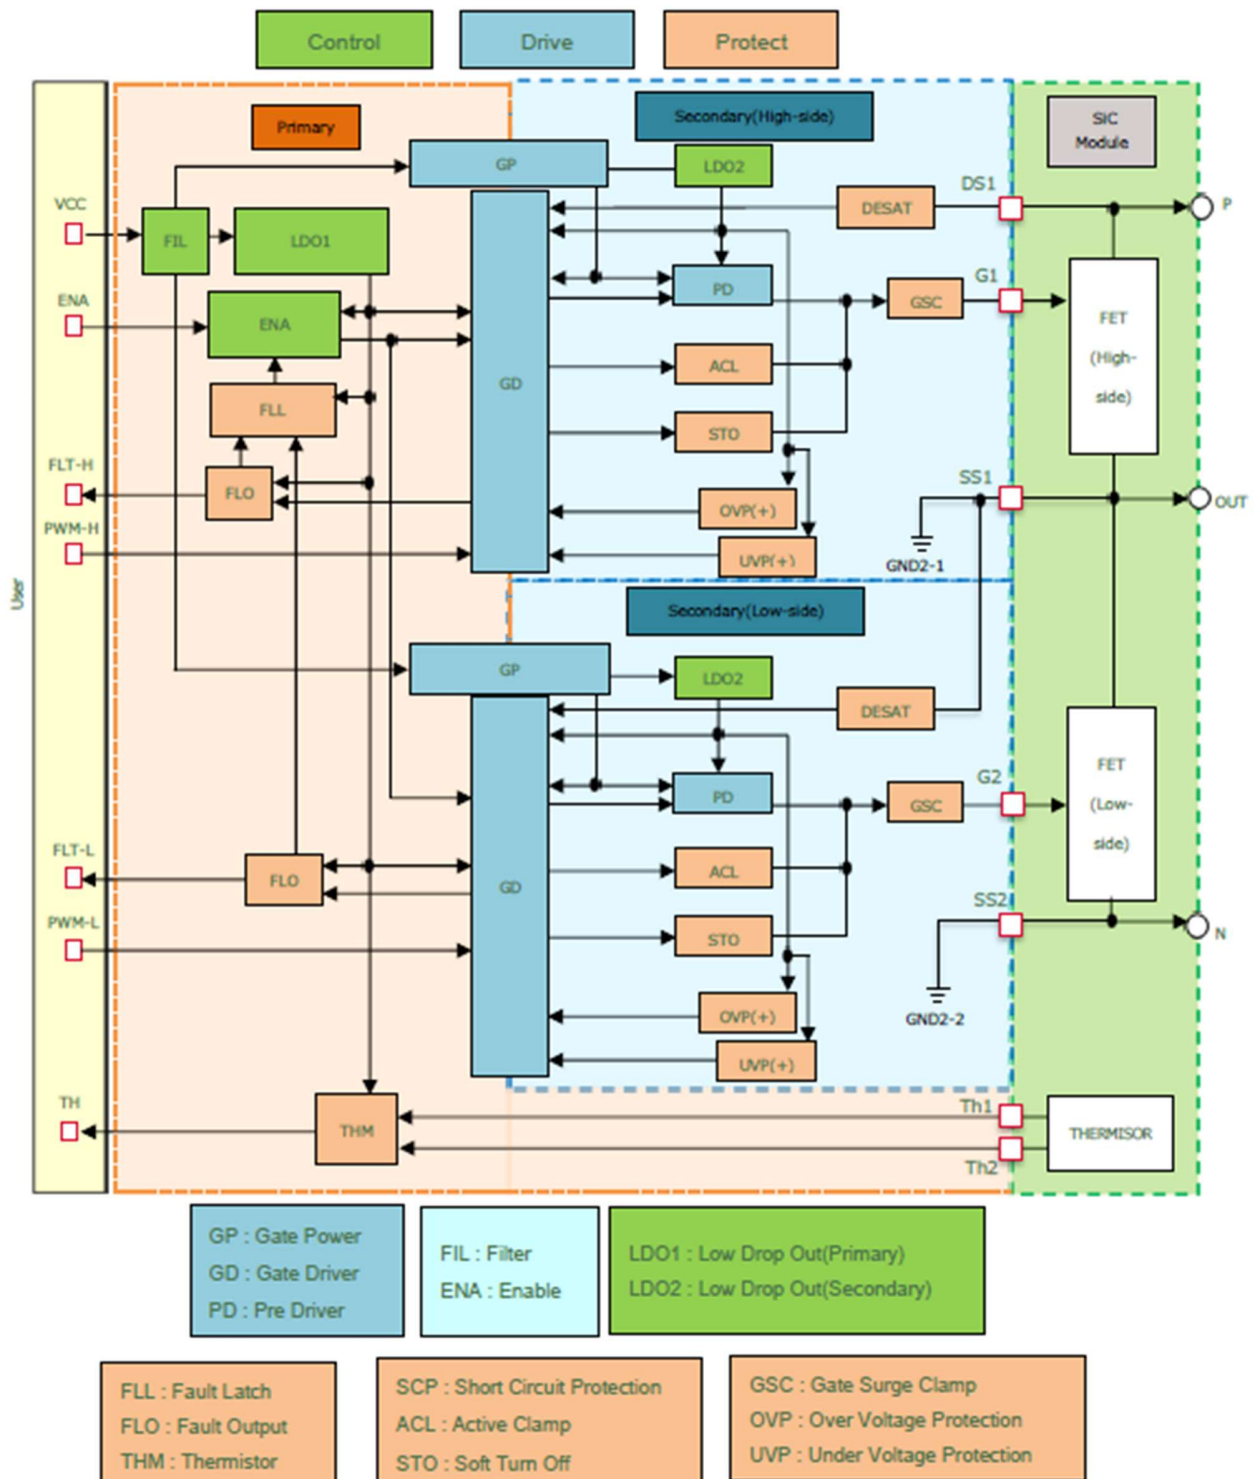 Control
Drive
Protect
Primary
Secondary(High-side)
SiC
Module
GP
LDO2
DS1
P
VCC
FIL
LDO1
DESAT
ENA
ENA
PD
G1
GSC
FET
(High-
side)
GD
ACL
FLL
STO
FLT-H
FLO
SS1
OUT
OVP(+)
PWM-H
UVP(+)
GND2-1
User
Secondary(Low-side)
GP
LDO2
DESAT
PD
G2
GSC
FET
(Low-
side)
FLT-L
FLO
GD
ACL
PWM-L
STO
SS2
N
OVP(+)
GND2-2
UVP(+)
TH
THM
Th1
Th2
THERMISOR
GP : Gate Power
GD : Gate Driver
PD : Pre Driver
FIL : Filter
ENA : Enable
LDO1 : Low Drop Out(Primary)
LDO2 : Low Drop Out(Secondary)
FLL : Fault Latch
FLO : Fault Output
THM : Thermistor
SCP : Short Circuit Protection
ACL : Active Clamp
STO : Soft Turn Off
GSC : Gate Surge Clamp
OVP : Over Voltage Protection
UVP : Under Voltage Protection